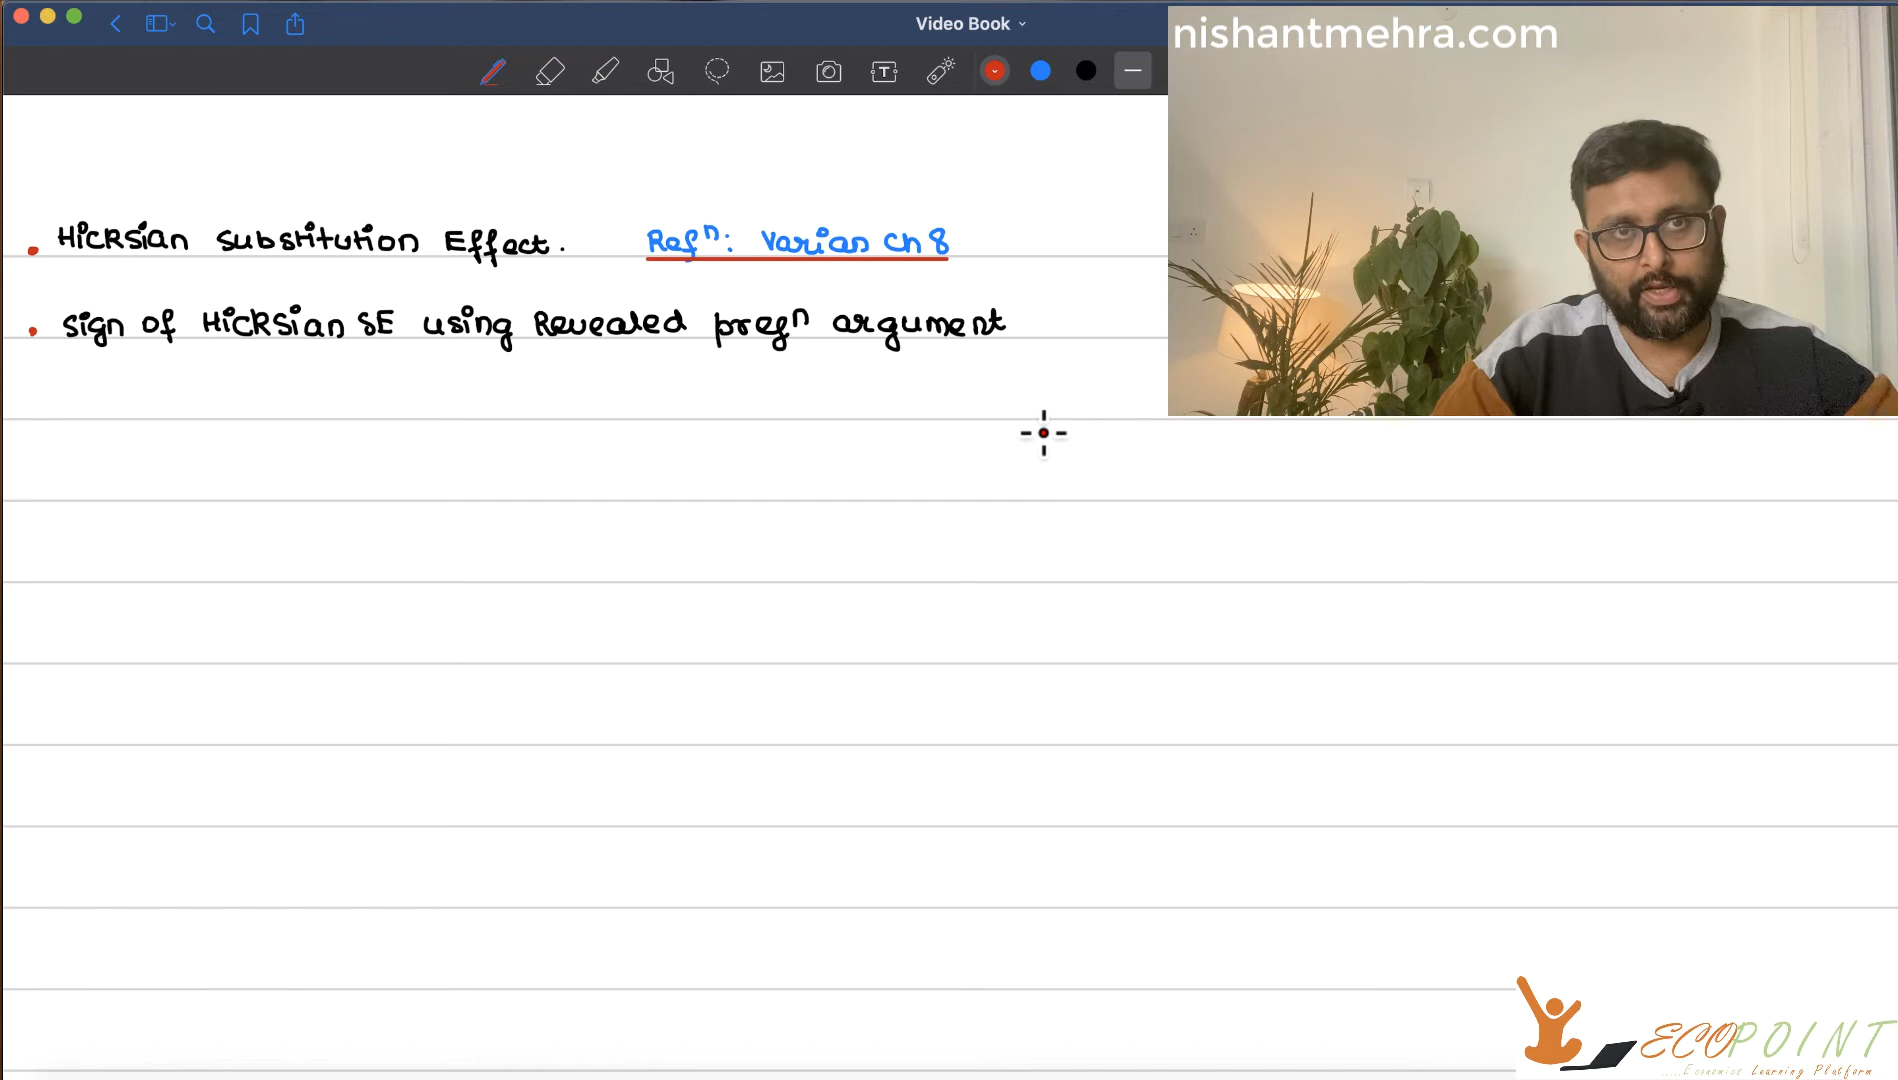 Video Book
nishantmehra.com
T
. Hicksian Substitution Effect. Refⁿ: Varian Ch 8
. sign of Hicksian SE using Revealed prefⁿ argument
ECOPOINT
.....Economics Learning Platform